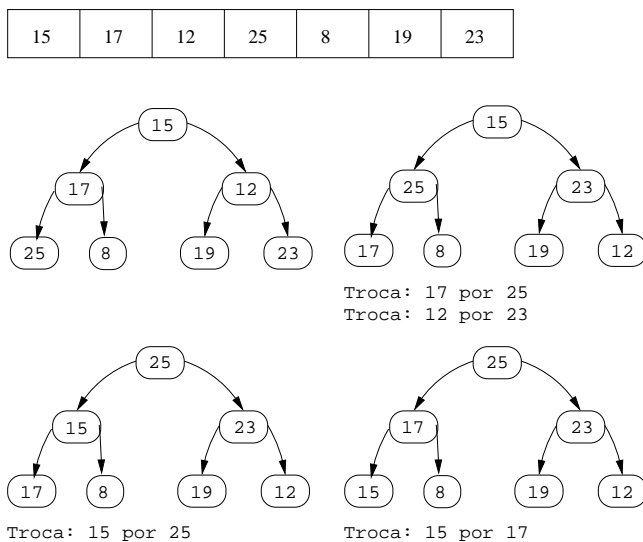 15 17 12 25 8 19 23
15
17 12
25 8 19 23
15
25 23
17 8 19 12
Troca: 17 por 25
Troca: 12 por 23
25
15 23
17 8 19 12
Troca: 15 por 25
25
17 23
15 8 19 12
Troca: 15 por 17